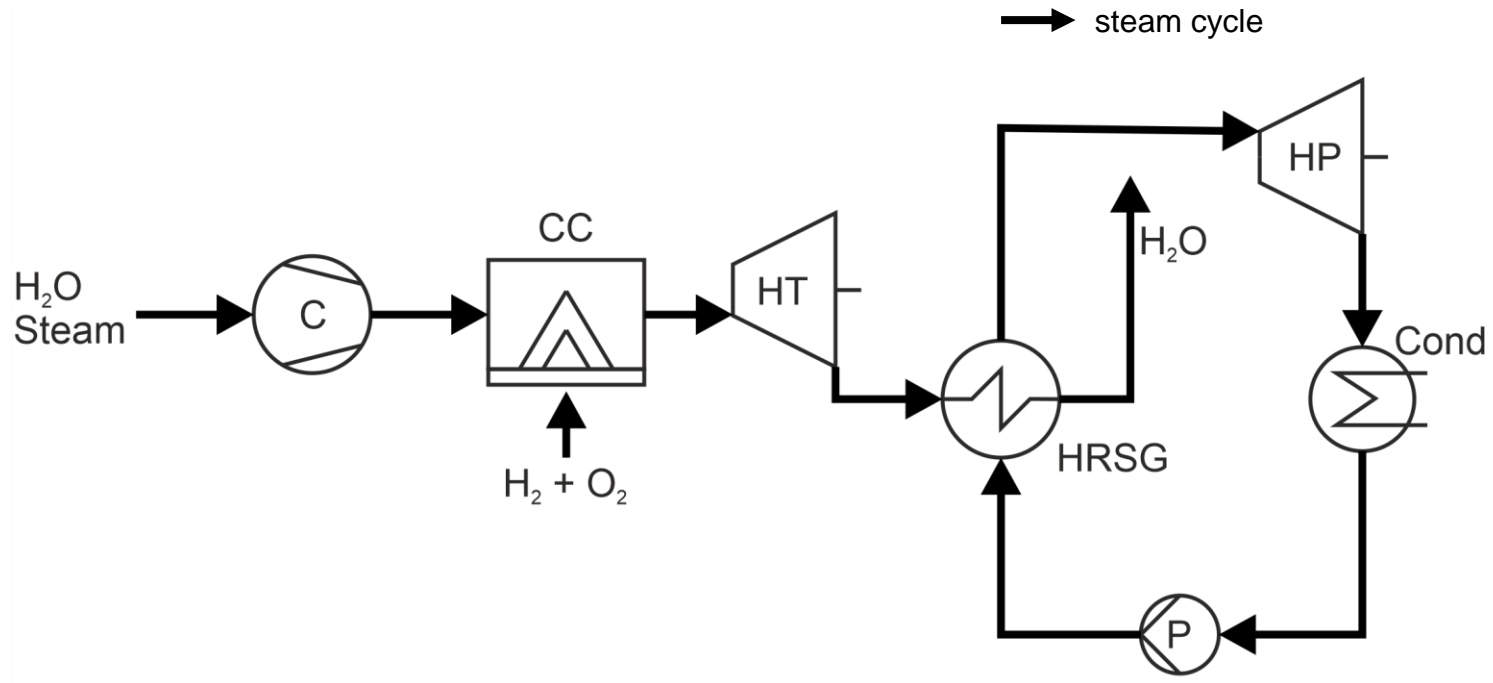 steam cycle
HP
H₂O
CC
HT
H₂O
Steam
C
Cond
HRSG
H₂ + O₂
P